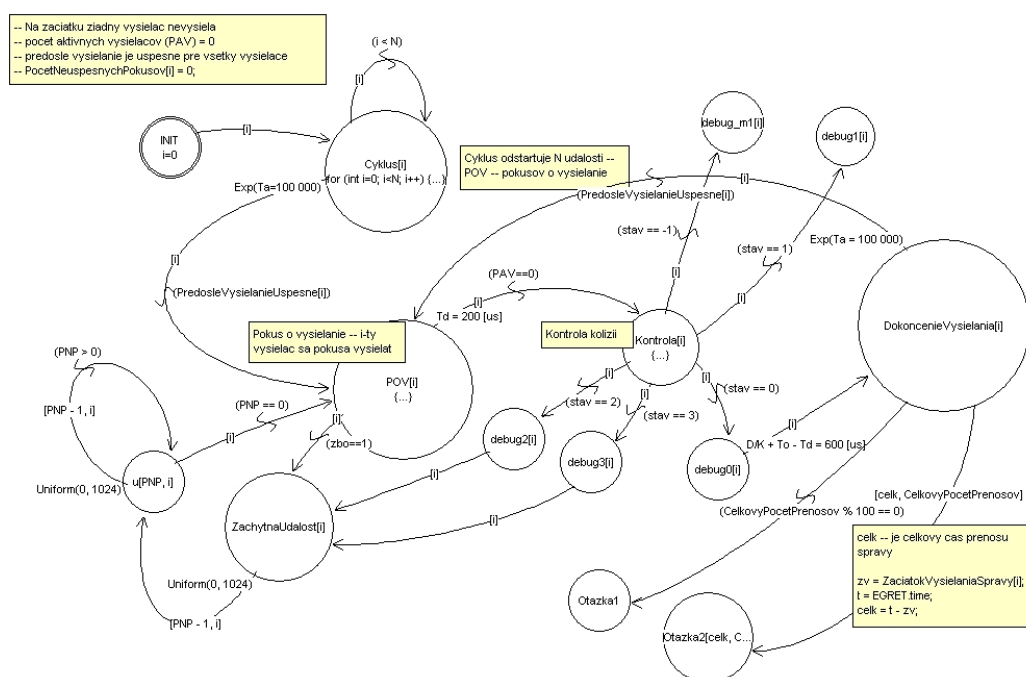 -- Na zaciatku ziadny vysielac nevysiela
-- pocet aktivnych vysielacov (PAV) = 0
-- predosle vysielanie je uspesne pre vsetky vysielace
-- PocetNeuspesnychPokusov[i] = 0;
(i < N)
[i]
INIT
i=0
[i]
Cyklus[i]
for (int i=0; i<N; i++) {...}
Exp(Ta=100 000)
Cyklus odstartuje N udalosti --
POV -- pokusov o vysielanie
debug_m1[i]
debug1[i]
[i]
(PredosleVysielanieUspesne[i])
(stav == -1)
(stav == 1)
Exp(Ta = 100 000)
[i]
(PredosleVysielanieUspesne[i])
(PAV==0)
[i]
Td = 200 [us]
[i]
[i]
Pokus o vysielanie -- i-ty
vysielac sa pokusa vysielat
Kontrola kolizii
Kontrola[i]
{...}
DokoncenieVysielania[i]
POV[i]
{...}
(PNP > 0)
[PNP - 1, i]
(PNP == 0)
[i]
[i]
(zbo==1)
[i]
(stav == 2)
[i]
(stav == 3)
[i]
(stav == 0)
[i]
D/K + To - Td = 600 [us]
debug2[i]
debug3[i]
debug0[i]
u[PNP, i]
Uniform(0, 1024)
[i]
[i]
ZachytnaUdalost[i]
[celk, CelkovyPocetPrenosov]
(CelkovyPocetPrenosov % 100 == 0)
Uniform(0, 1024)
[PNP - 1, i]
celk -- je celkovy cas prenosu
spravy
zv = ZaciatokVysielaniaSpravy[i];
t = EGRET.time;
celk = t - zv;
Otazka1
Otazka2[celk, C...